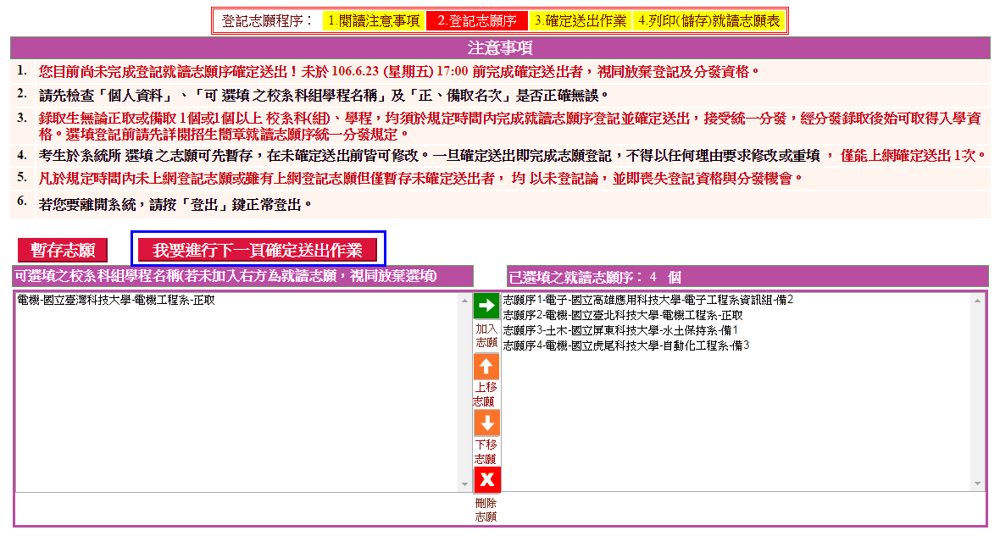 登記志願程序： 1.閱讀注意事項 2.登記志願序 3.確定送出作業 4.列印(儲存)就讀志願表
注意事項
1. 您目前尚未完成登記就讀志願序確定送出！未於 106.6.23 (星期五) 17:00 前完成確定送出者，視同放棄登記及分發資格。
2. 請先檢查「個人資料」、「可 選填 之校系科組學程名稱」及「正、備取名次」是否正確無誤。
3. 錄取生無論正取或備取 1個或1個以上 校系科(組)、學程，均須於規定時間內完成就讀志願序登記並確定送出，接受統一分發，經分發錄取後始可取得入學資
格。選填登記前請先詳閱招生簡章就讀志願序統一分發規定。
4. 考生於系統所 選填 之志願可先暫存，在未確定送出前皆可修改。一旦確定送出即完成志願登記，不得以任何理由要求修改或重填 ， 僅能上網確定送出 1次。
5. 凡於規定時間內未上網登記志願或雖有上網登記志願但僅暫存未確定送出者， 均 以未登記論，並即喪失登記資格與分發機會。
6. 若您要離開系統，請按「登出」鍵正常登出。
暫存志願 我要進行下一頁確定送出作業
可選填之校系科組學程名稱(若未加入右方為就讀志願，視同放棄選填)
電機-國立臺灣科技大學-電機工程系-正取
加入
志願
上移
志願
下移
志願
X
刪除
志願
已選填之就讀志願序： 4 個
志願序1-電子-國立高雄應用科技大學-電子工程系資訊組-備2
志願序2-電機-國立臺北科技大學-電機工程系-正取
志願序3-土木-國立屏東科技大學-水土保持系-備1
志願序4-電機-國立虎尾科技大學-自動化工程系-備3